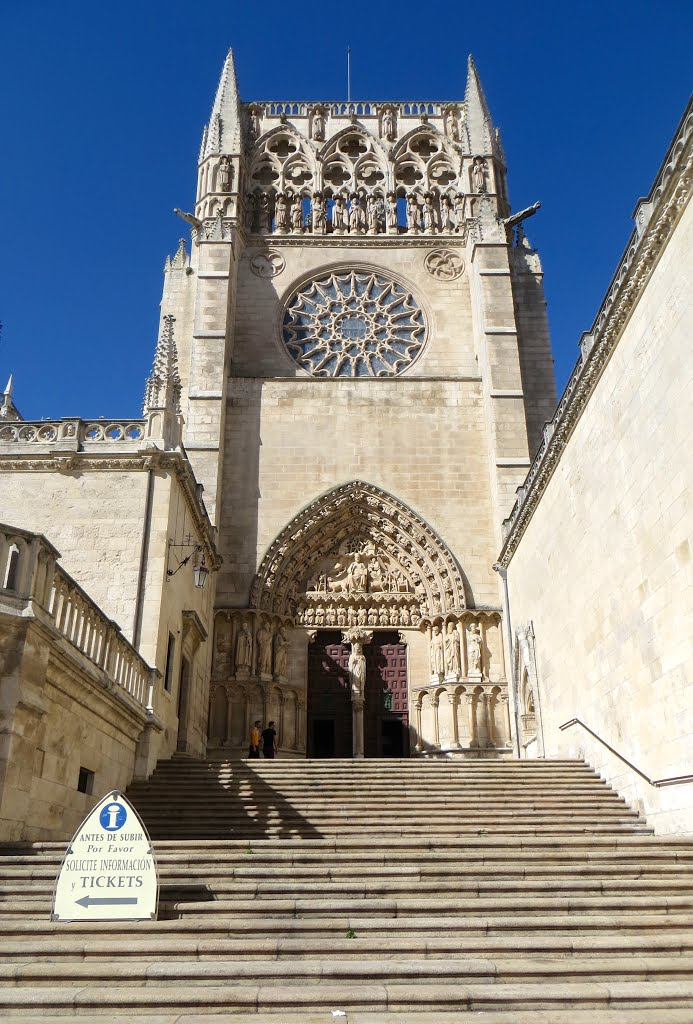 i
ANTES DE SUBIR
Por Favor
SOLICITE INFORMACIÓN
y TICKETS